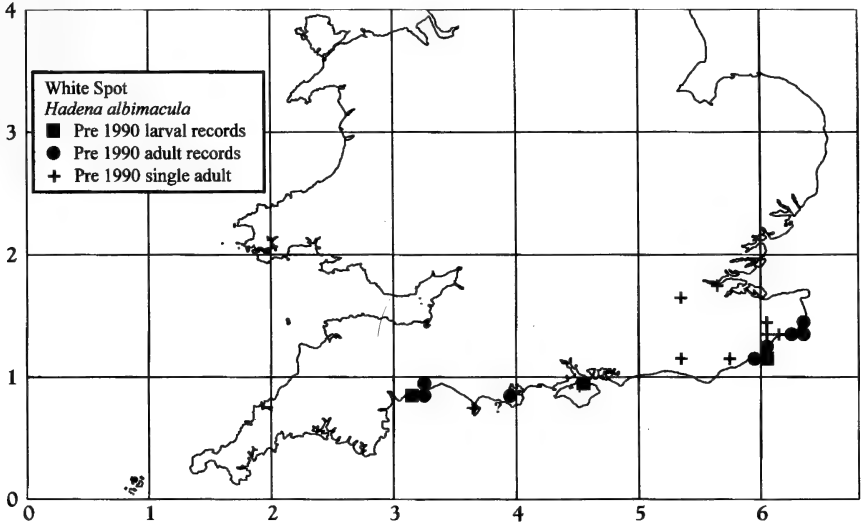 4
White Spot
Hadena albimacula
■ Pre 1990 larval records
● Pre 1990 adult records
+ Pre 1990 single adult
3
2
1
?
0
0 1 2 3 4 5 6